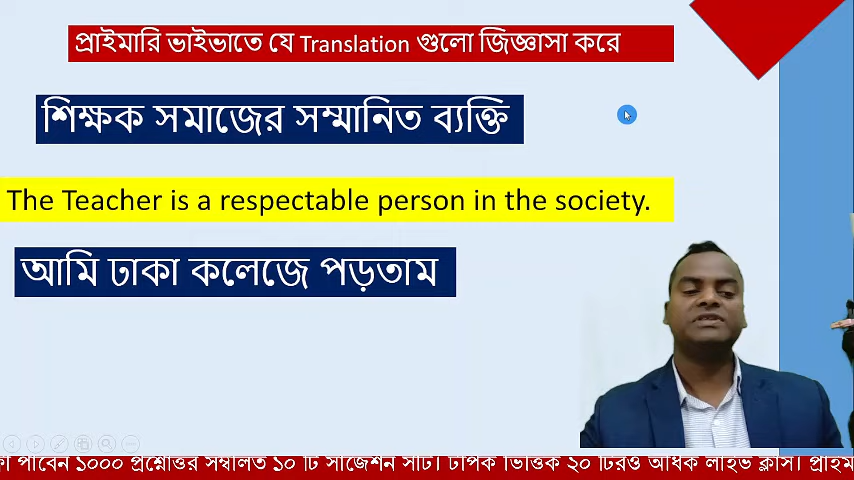 প্রাইমারি ভাইভাতে যে Translation গুলো জিজ্ঞাসা করে
শিক্ষক সমাজের সম্মানিত ব্যক্তি
The Teacher is a respectable person in the society.
আমি ঢাকা কলেজে পড়তাম
পাবেন ১০০০ প্রশ্নোত্তর সম্বলিত ১০ টি সাজেশন সীট। টপিক ভিত্তিক ২০ টিরও অধিক লাইভ ক্লাস।